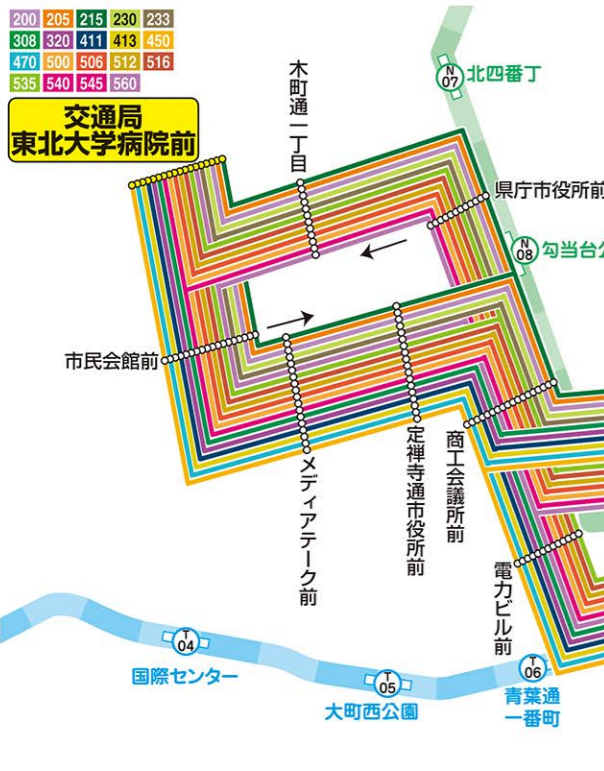 200 205 215 230 233
308 320 411 413 450
470 500 506 512 516
535 540 545 560
交通局
東北大学病院前
木町通一丁目
N
07
北四番丁
県庁市役所前
N
08
勾当台公
市民会館前
メディアテーク前
定禅寺通市役所前
商工会議所前
電力ビル前
T
04
国際センター
T
05
大町西公園
T
06
青葉通
一番町